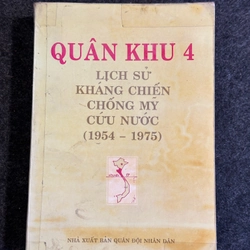 QUÂN KHU 4
LỊCH SỬ
KHÁNG CHIẾN
CHỐNG MỸ
CỨU NƯỚC
(1954 - 1975)
NHÀ XUẤT BẢN QUÂN ĐỘI NHÂN DÂN